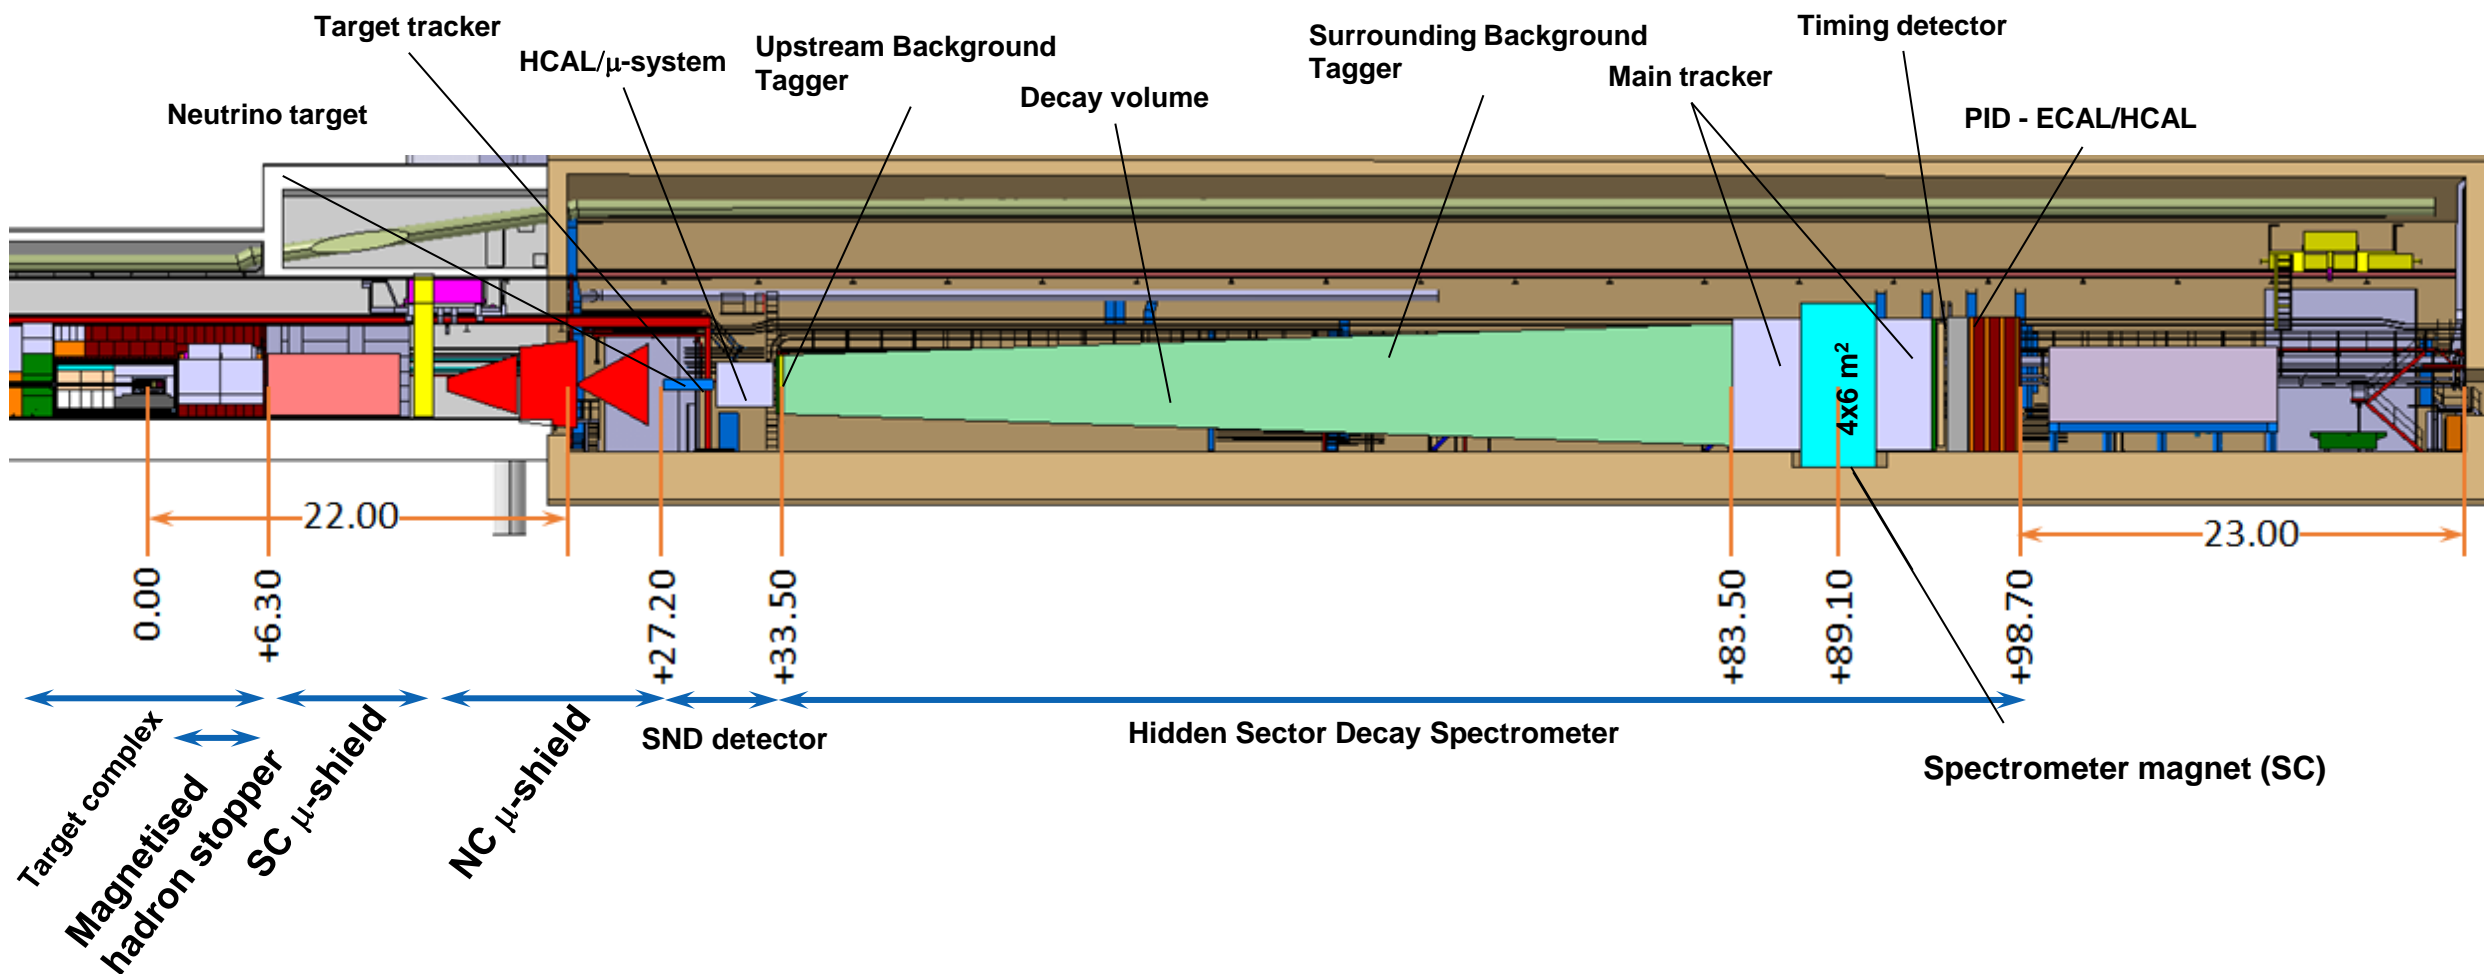 Target tracker
HCAL/μ-system
Upstream Background
Tagger
Neutrino target
Decay volume
Surrounding Background
Tagger
Main tracker
Timing detector
PID - ECAL/HCAL
4x6 m²
22.00
23.00
0.00
+6.30
+27.20
+33.50
+83.50
+89.10
+98.70
Target complex
Magnetised
hadron stopper
SC μ-shield
NC μ-shield
SND detector
Hidden Sector Decay Spectrometer
Spectrometer magnet (SC)